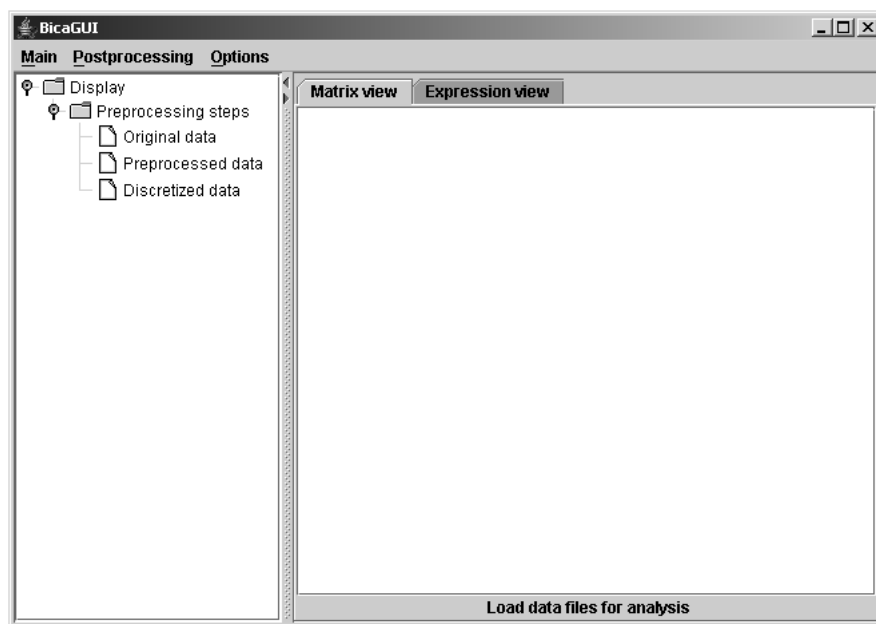 BicaGUI
Main Postprocessing Options
Display
Preprocessing steps
Original data
Preprocessed data
Discretized data
Matrix view Expression view
Load data files for analysis